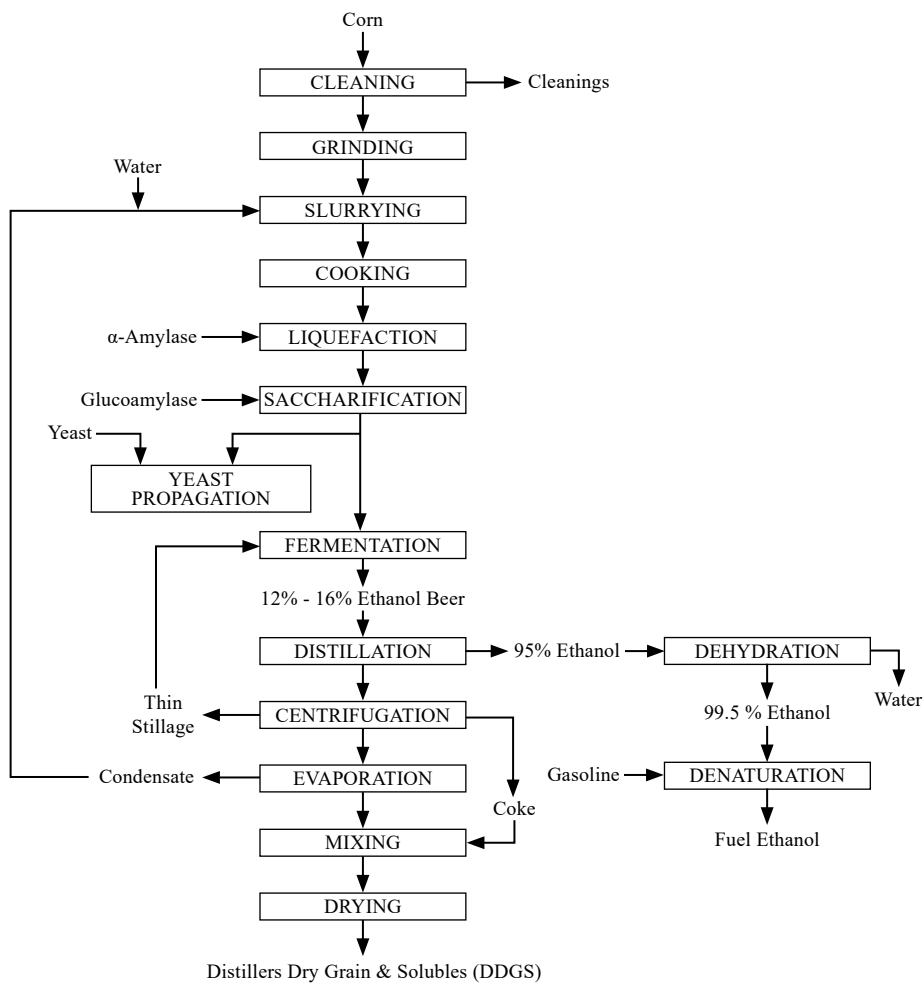 Corn
CLEANING
Cleanings
GRINDING
Water
SLURRYING
COOKING
α-Amylase
LIQUEFACTION
Glucoamylase
SACCHARIFICATION
Yeast
YEAST
PROPAGATION
FERMENTATION
12% - 16% Ethanol Beer
DISTILLATION
95% Ethanol
DEHYDRATION
Water
Thin
Stillage
CENTRIFUGATION
99.5 % Ethanol
Condensate
EVAPORATION
Gasoline
DENATURATION
Coke
MIXING
Fuel Ethanol
DRYING
Distillers Dry Grain & Solubles (DDGS)